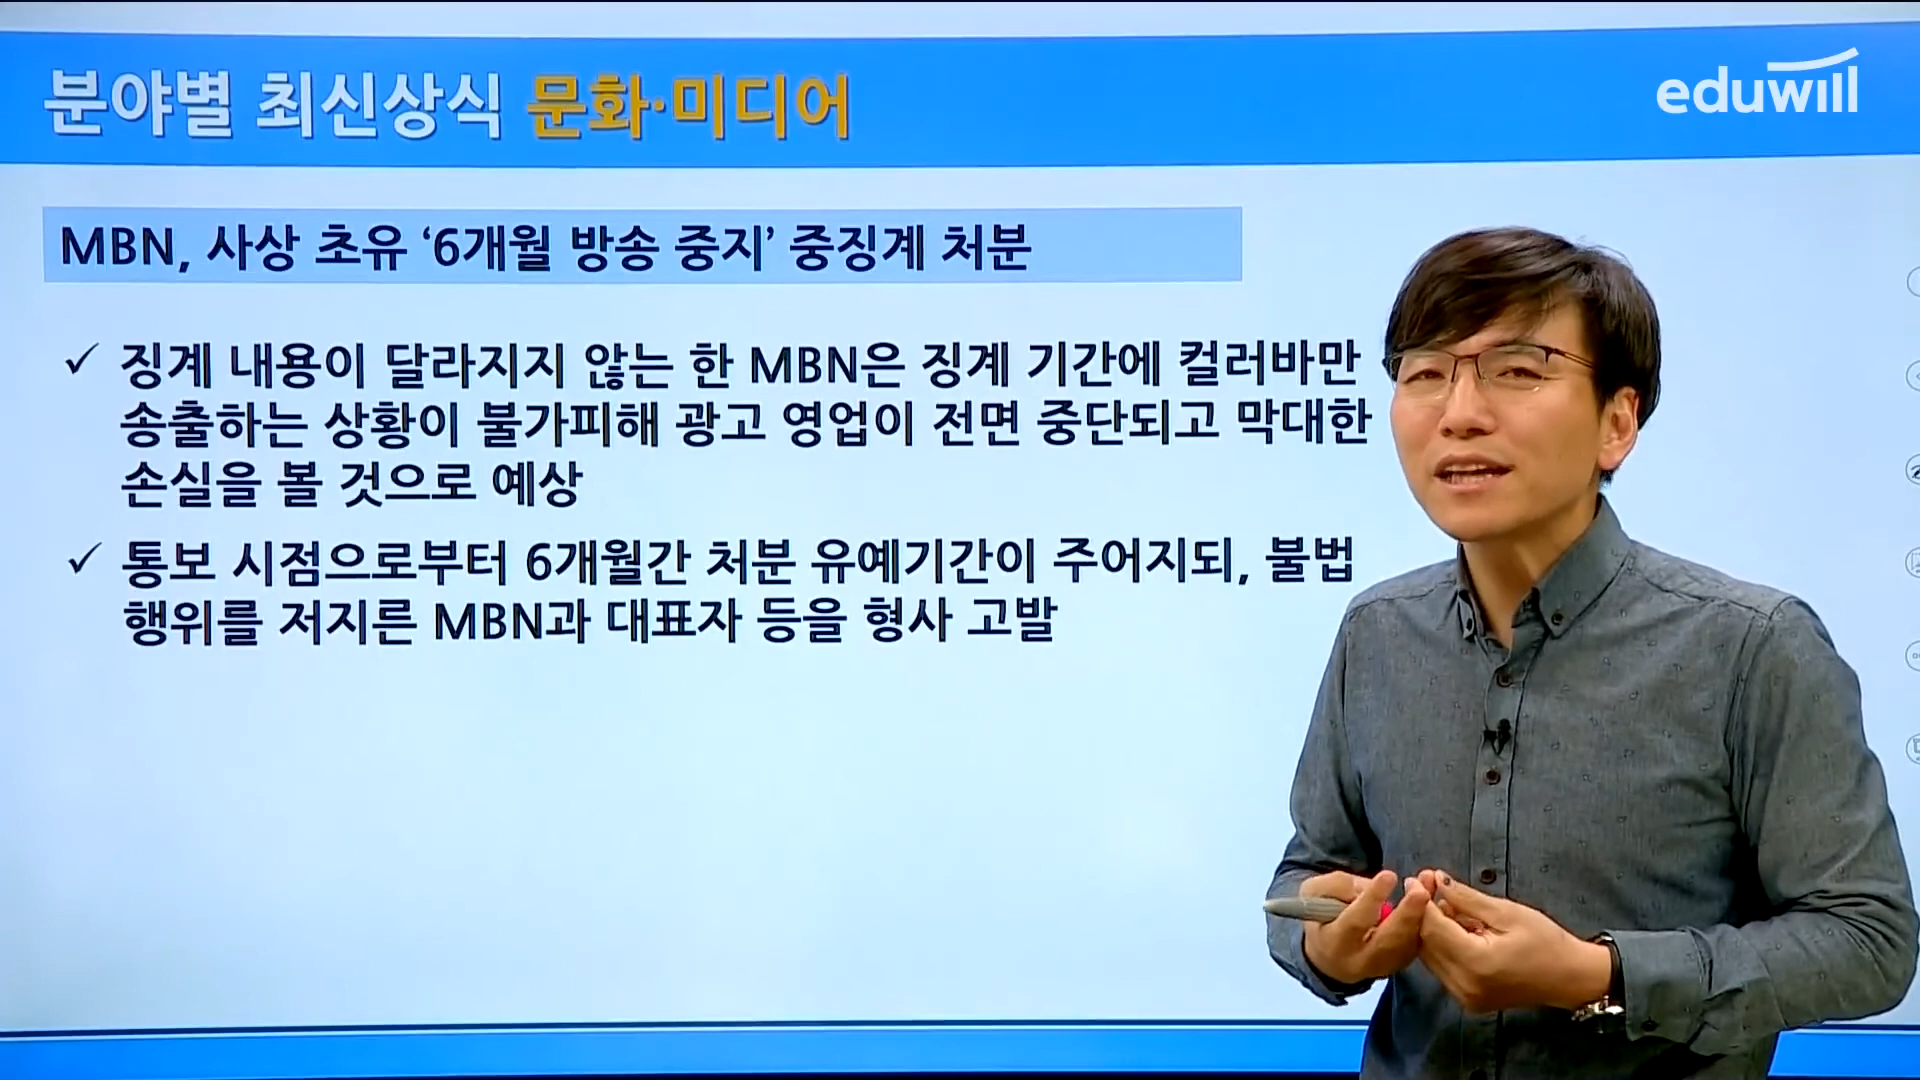 분야별 최신상식 문화·미디어
eduwill
MBN, 사상 초유 ‘6개월 방송 중지’ 중징계 처분
✓ 징계 내용이 달라지지 않는 한 MBN은 징계 기간에 컬러바만
송출하는 상황이 불가피해 광고 영업이 전면 중단되고 막대한
손실을 볼 것으로 예상
✓ 통보 시점으로부터 6개월간 처분 유예기간이 주어지되, 불법
행위를 저지른 MBN과 대표자 등을 형사 고발